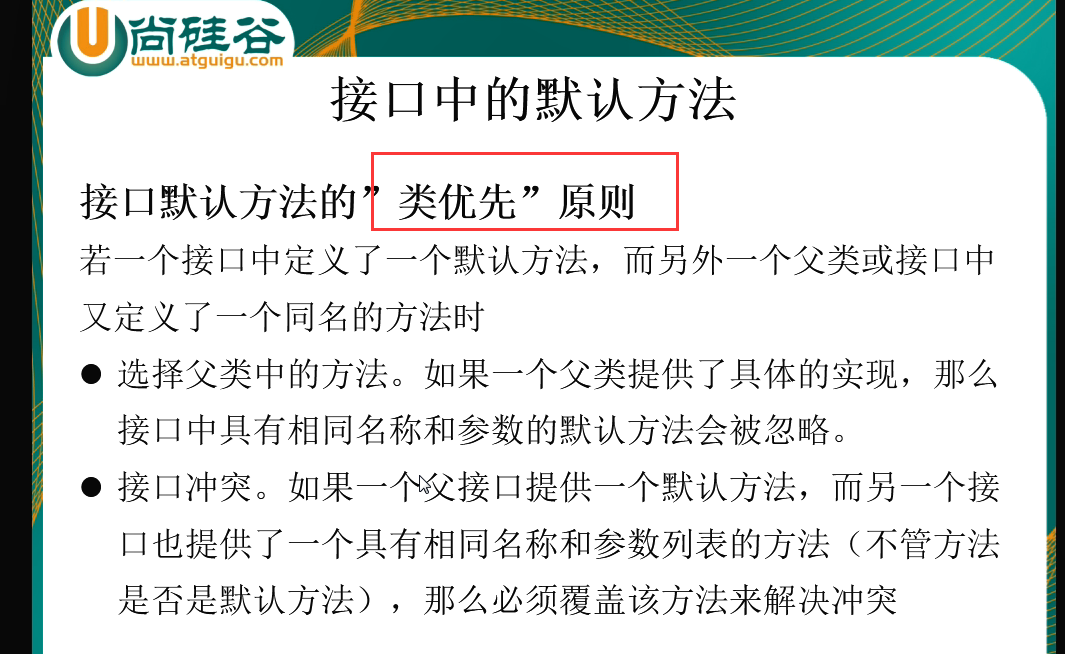 尚硅谷
www.atguigu.com
接口中的默认方法
接口默认方法的”类优先”原则
若一个接口中定义了一个默认方法，而另外一个父类或接口中
又定义了一个同名的方法时
● 选择父类中的方法。如果一个父类提供了具体的实现，那么
接口中具有相同名称和参数的默认方法会被忽略。
● 接口冲突。如果一个父接口提供一个默认方法，而另一个接
口也提供了一个具有相同名称和参数列表的方法（不管方法
是否是默认方法），那么必须覆盖该方法来解决冲突